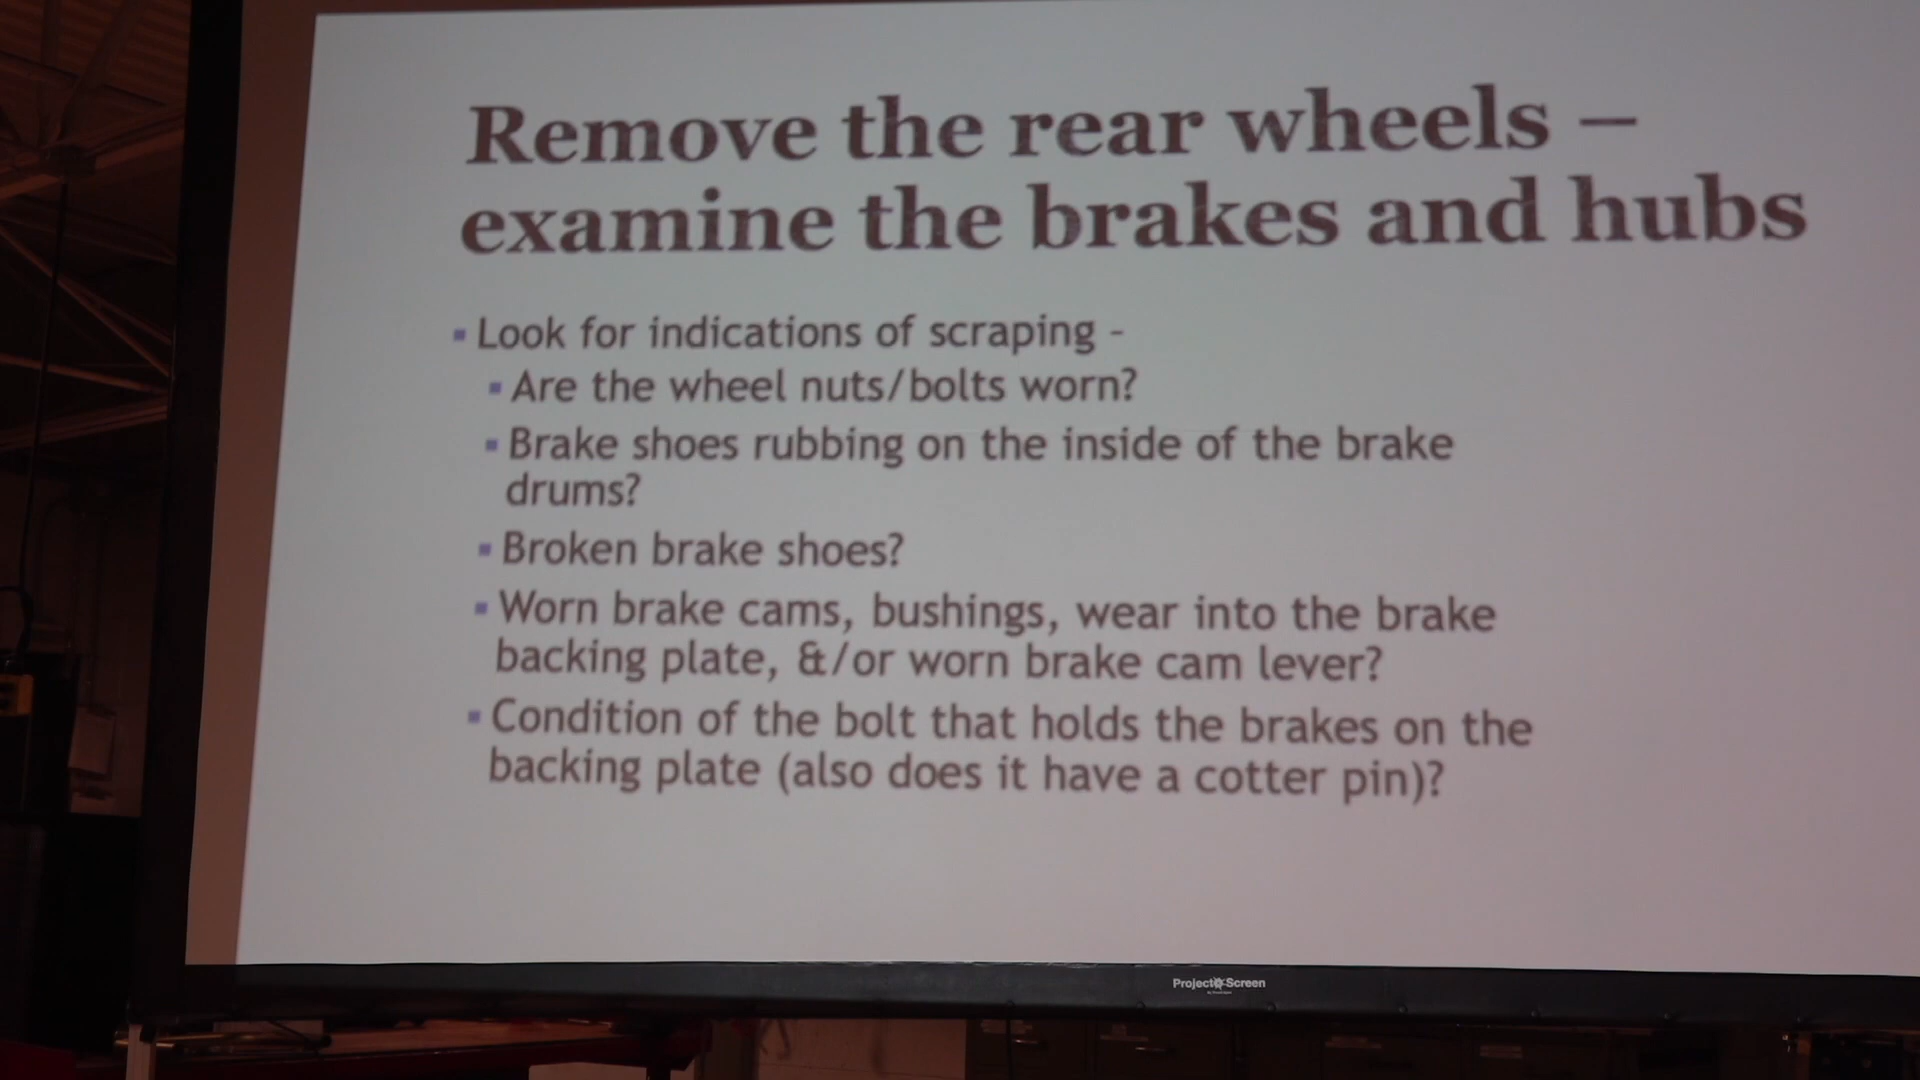 Remove the rear wheels –
examine the brakes and hubs
▪ Look for indications of scraping -
▪ Are the wheel nuts/bolts worn?
▪ Brake shoes rubbing on the inside of the brake
drums?
▪ Broken brake shoes?
▪ Worn brake cams, bushings, wear into the brake
backing plate, &/or worn brake cam lever?
▪ Condition of the bolt that holds the brakes on the
backing plate (also does it have a cotter pin)?
Project Screen